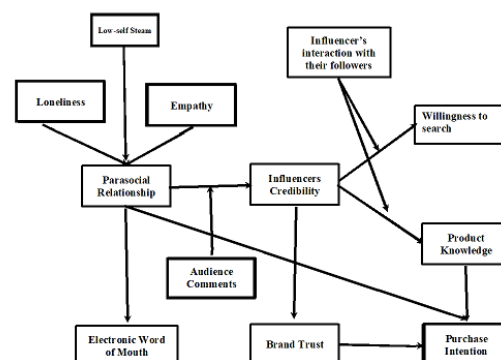 Low-self Steam
Influencer's
interaction with
their followers
Loneliness
Empathy
Willingness to
search
Parasocial
Relationship
Influencers
Credibility
Product
Knowledge
Audience
Comments
Electronic Word
of Mouth
Brand Trust
Purchase
Intention